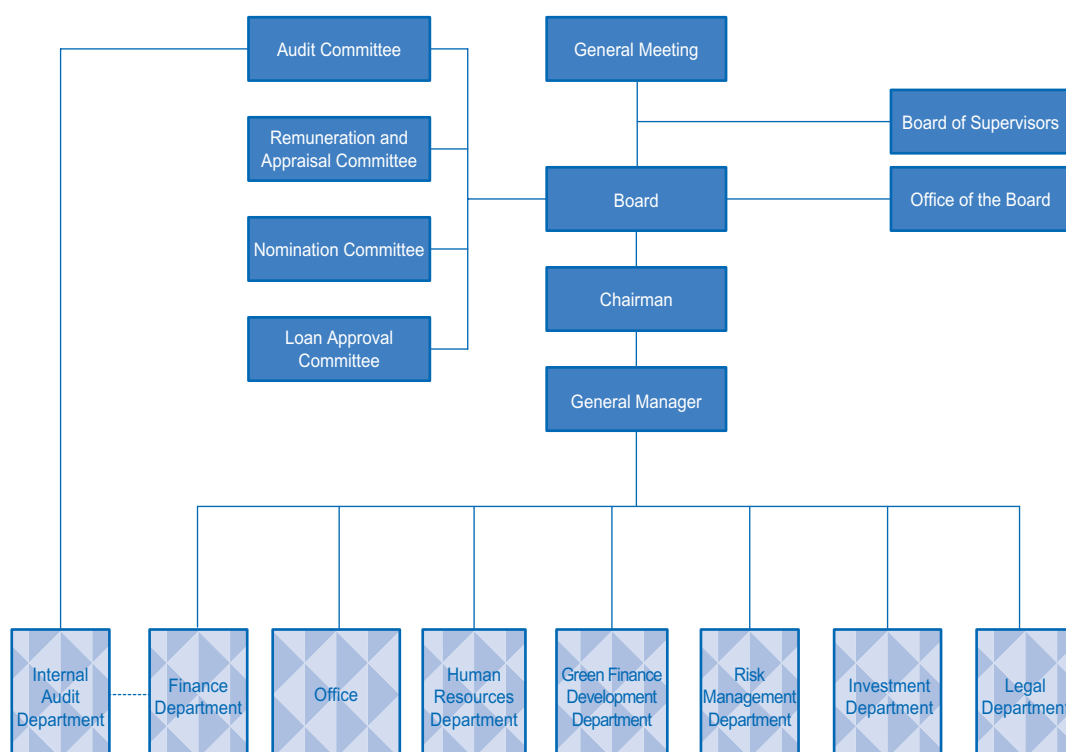 Audit Committee
General Meeting
Board of Supervisors
Remuneration and
Appraisal Committee
Board
Office of the Board
Nomination Committee
Chairman
Loan Approval
Committee
General Manager
Internal
Audit
Department
Finance
Department
Office
Human
Resources
Department
Green Finance
Development
Department
Risk
Management
Department
Investment
Department
Legal
Department